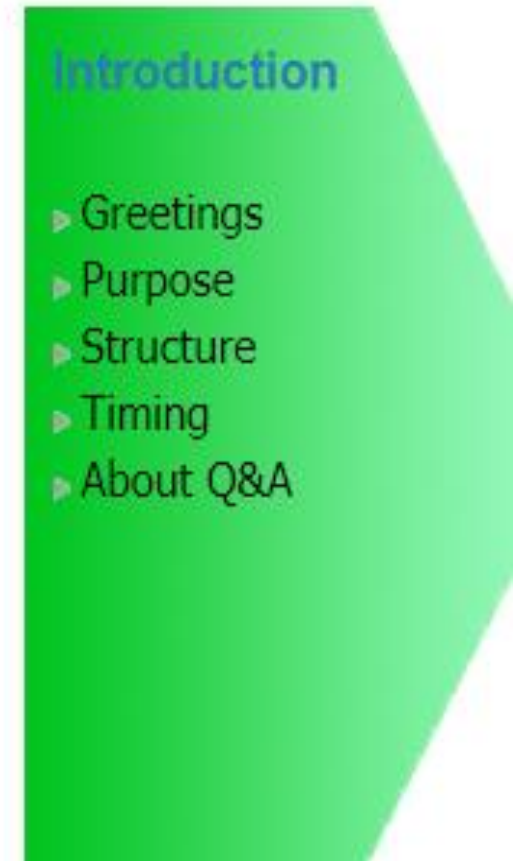 Introduction
Greetings
Purpose
Structure
Timing
About Q&A